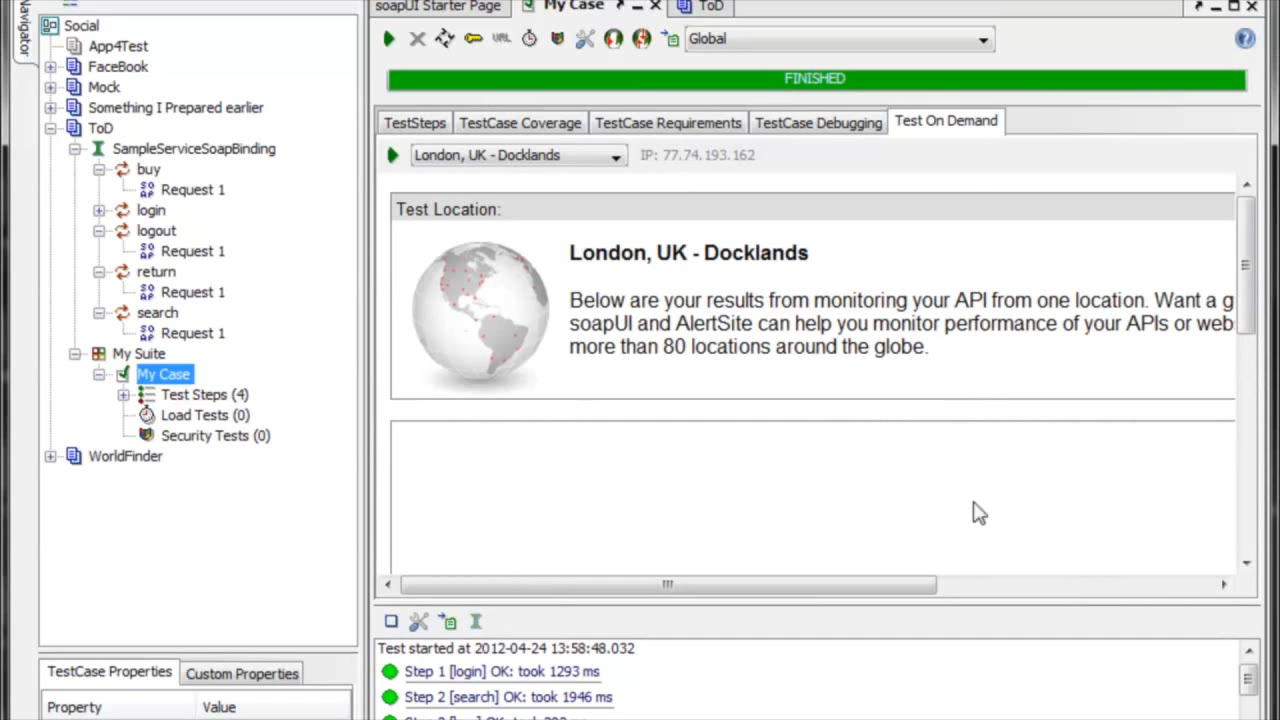 Navigator
Social
App4Test
FaceBook
Mock
Something I Prepared earlier
ToD
SampleServiceSoapBinding
buy
Request 1
login
logout
Request 1
return
Request 1
search
Request 1
My Suite
My Case
Test Steps (4)
Load Tests (0)
Security Tests (0)
WorldFinder
TestCase Properties Custom Properties
Property Value
soapUI Starter Page My Case ToD
URL Global
FINISHED
TestSteps TestCase Coverage TestCase Requirements TestCase Debugging Test On Demand
London, UK - Docklands IP: 77.74.193.162
Test Location:
London, UK - Docklands
Below are your results from monitoring your API from one location. Want a g
soapUI and AlertSite can help you monitor performance of your APIs or web
more than 80 locations around the globe.
Test started at 2012-04-24 13:58:48.032
Step 1 [login] OK: took 1293 ms
Step 2 [search] OK: took 1946 ms